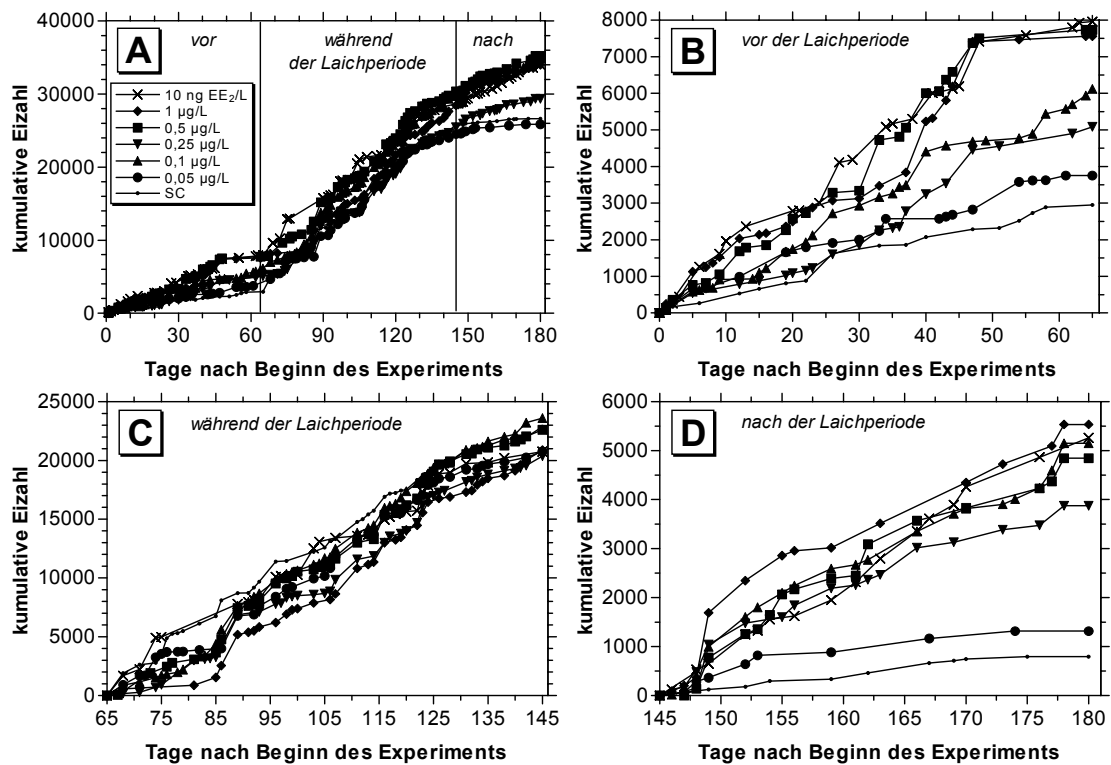 A
vor
während
der Laichperiode
nach
10 ng EE₂/L
1 µg/L
0,5 µg/L
0,25 µg/L
0,1 µg/L
0,05 µg/L
SC
kumulative Eizahl
40000
30000
20000
10000
0
0 30 60 90 120 150 180
Tage nach Beginn des Experiments
B
vor der Laichperiode
kumulative Eizahl
8000
7000
6000
5000
4000
3000
2000
1000
0
0 10 20 30 40 50 60
Tage nach Beginn des Experiments
C
während der Laichperiode
kumulative Eizahl
25000
20000
15000
10000
5000
0
65 75 85 95 105 115 125 135 145
Tage nach Beginn des Experiments
D
nach der Laichperiode
kumulative Eizahl
6000
5000
4000
3000
2000
1000
0
145 150 155 160 165 170 175 180
Tage nach Beginn des Experiments